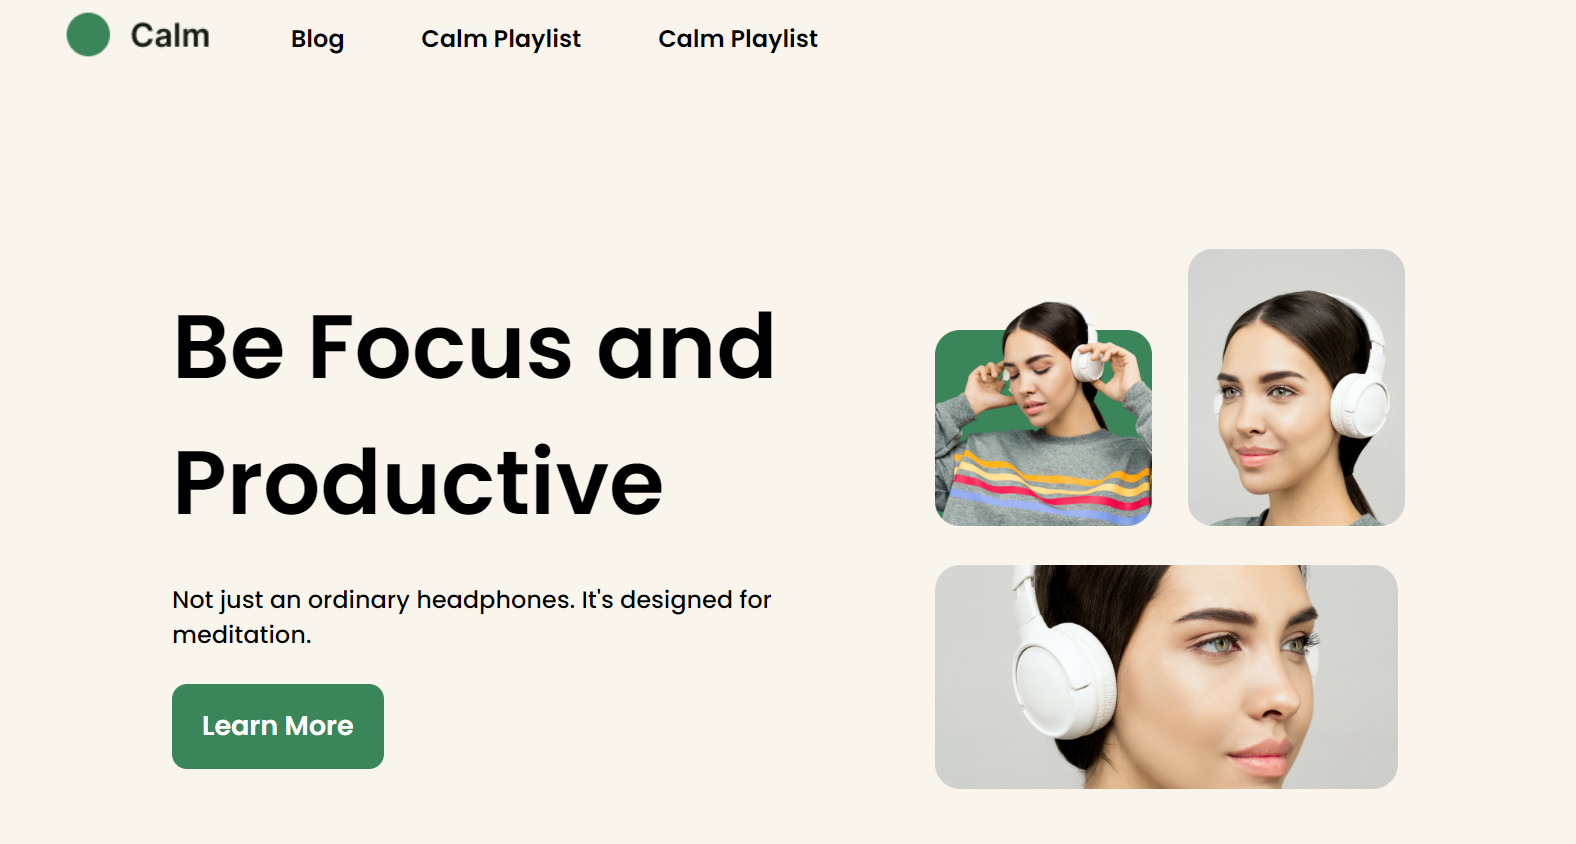 Calm Blog Calm Playlist Calm Playlist
Be Focus and
Productive
Not just an ordinary headphones. It's designed for
meditation.
Learn More